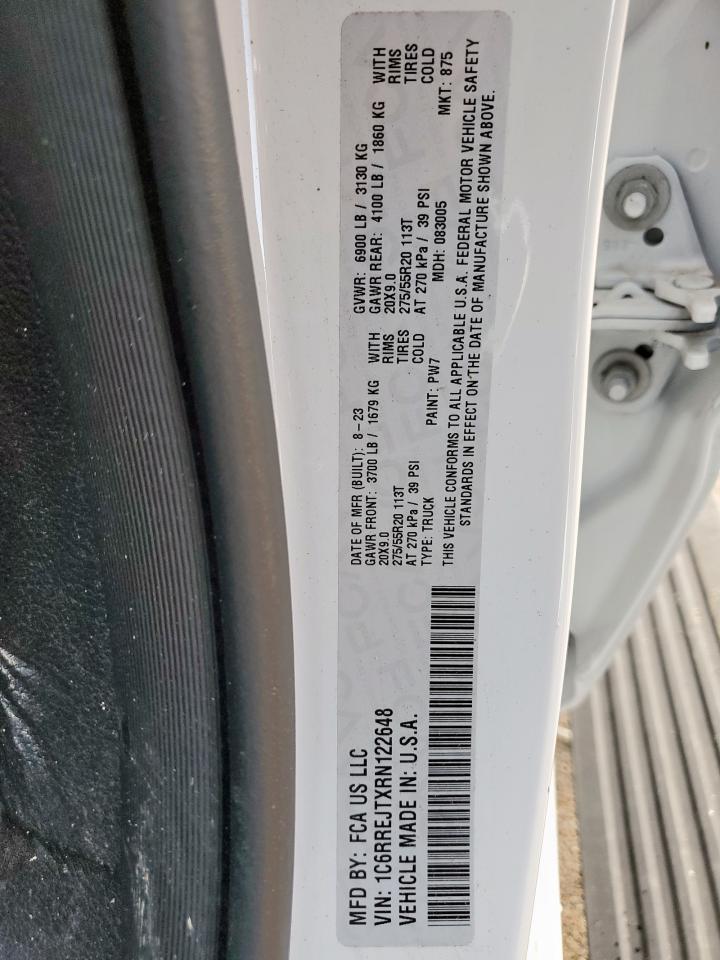 MFD BY: FCA US LLC
VIN: 1C6RREJTXRN122648
VEHICLE MADE IN: U.S.A.
DATE OF MFR (BUILT): 8-23 GVWR: 6900 LB / 3130 KG
GAWR FRONT: 3700 LB / 1679 KG WITH GAWR REAR: 4100 LB / 1860 KG WITH
20X9.0 RIMS 20X9.0 RIMS
275/55R20 113T TIRES 275/55R20 113T TIRES
AT 270 kPa / 39 PSI COLD AT 270 kPa / 39 PSI COLD
TYPE: TRUCK PAINT: PW7 MDH: 083005 MKT: 875
THIS VEHICLE CONFORMS TO ALL APPLICABLE U.S.A. FEDERAL MOTOR VEHICLE SAFETY
STANDARDS IN EFFECT ON THE DATE OF MANUFACTURE SHOWN ABOVE.